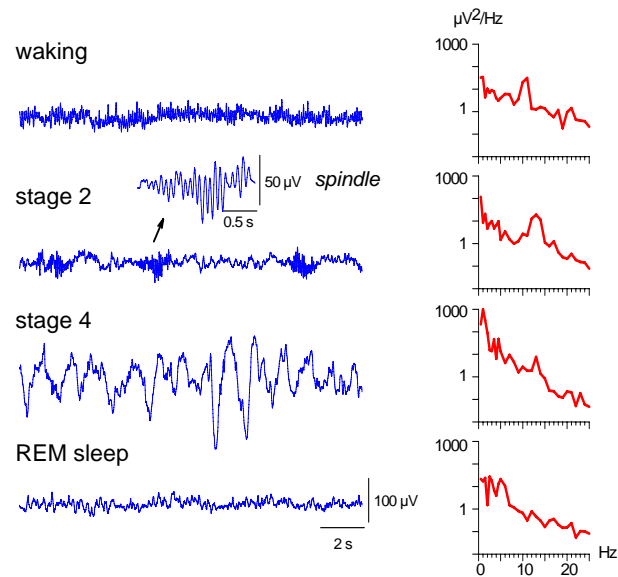 µV²/Hz
waking
1000
1
50 µV
spindle
0.5 s
stage 2
1000
1
stage 4
1000
1
REM sleep
1000
1
100 µV
2 s
0
10
20
Hz